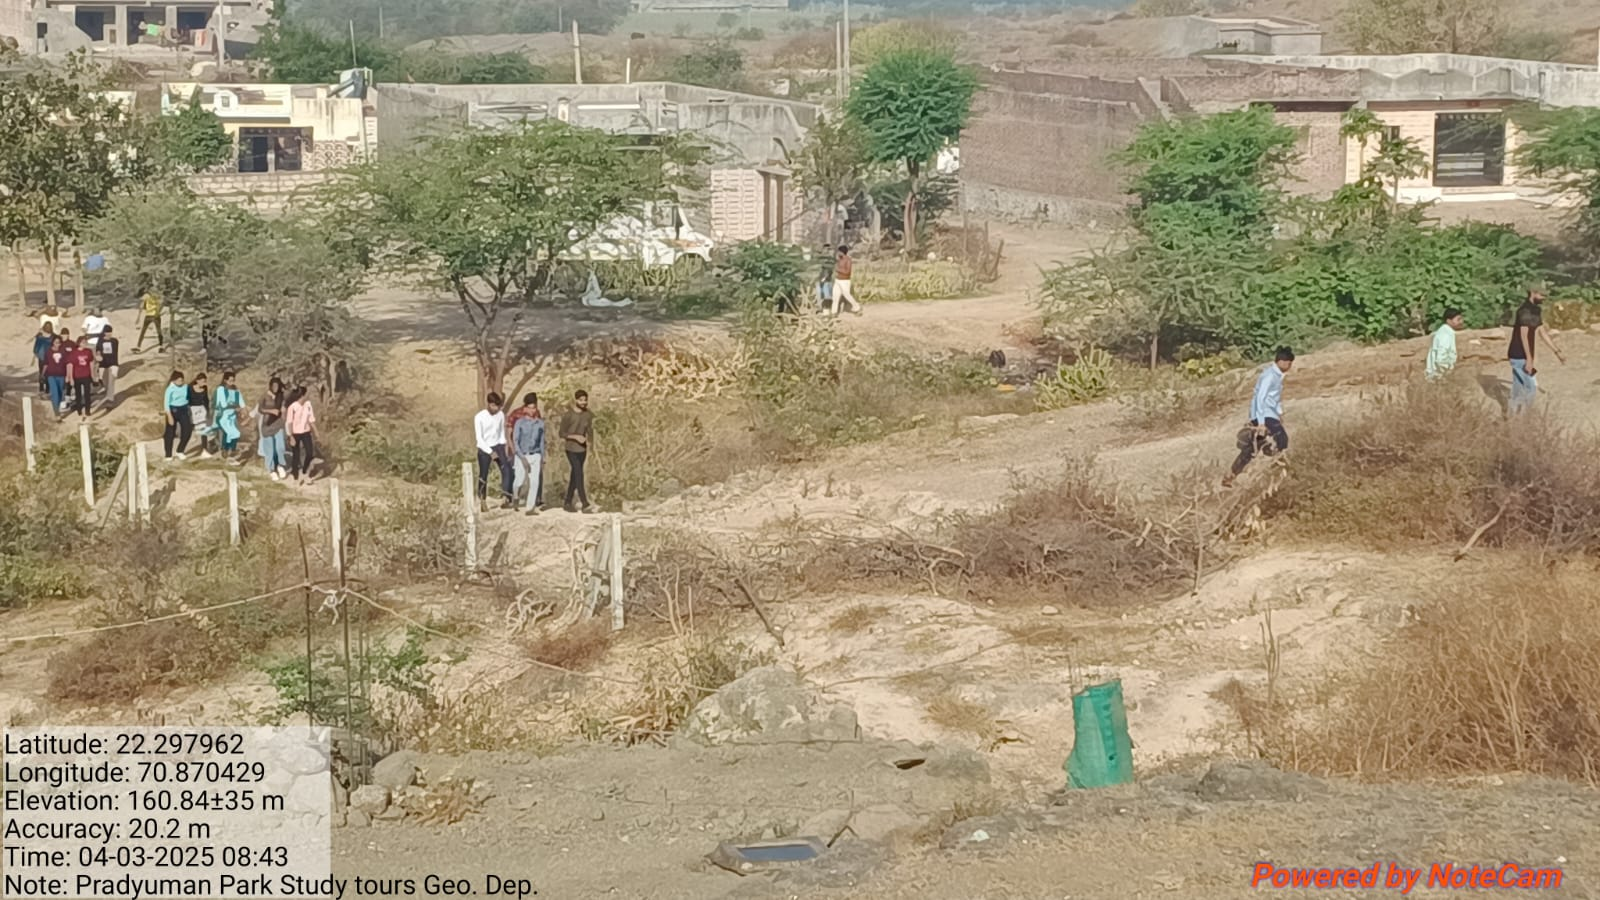 Latitude: 22.297962
Longitude: 70.870429
Elevation: 160.84±35 m
Accuracy: 20.2 m
Time: 04-03-2025 08:43
Note: Pradyuman Park Study tours Geo. Dep.
Powered by NoteCam